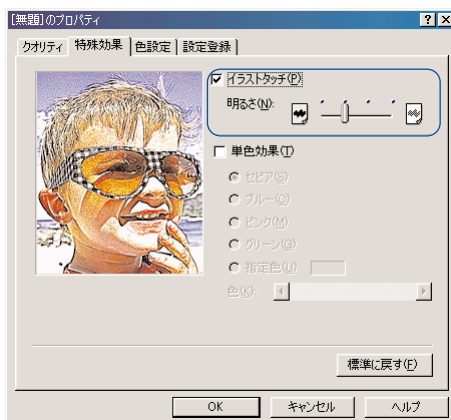 [無題]のプロパティ
クオリティ 特殊効果 色設定 設定登録
イラストタッチ(P)
明るさ(N):
単色効果(T)
セピア(S)
ブルー(O)
ピンク(M)
グリーン(G)
指定色(U)
色(K):
標準に戻す(F)
OK キャンセル ヘルプ